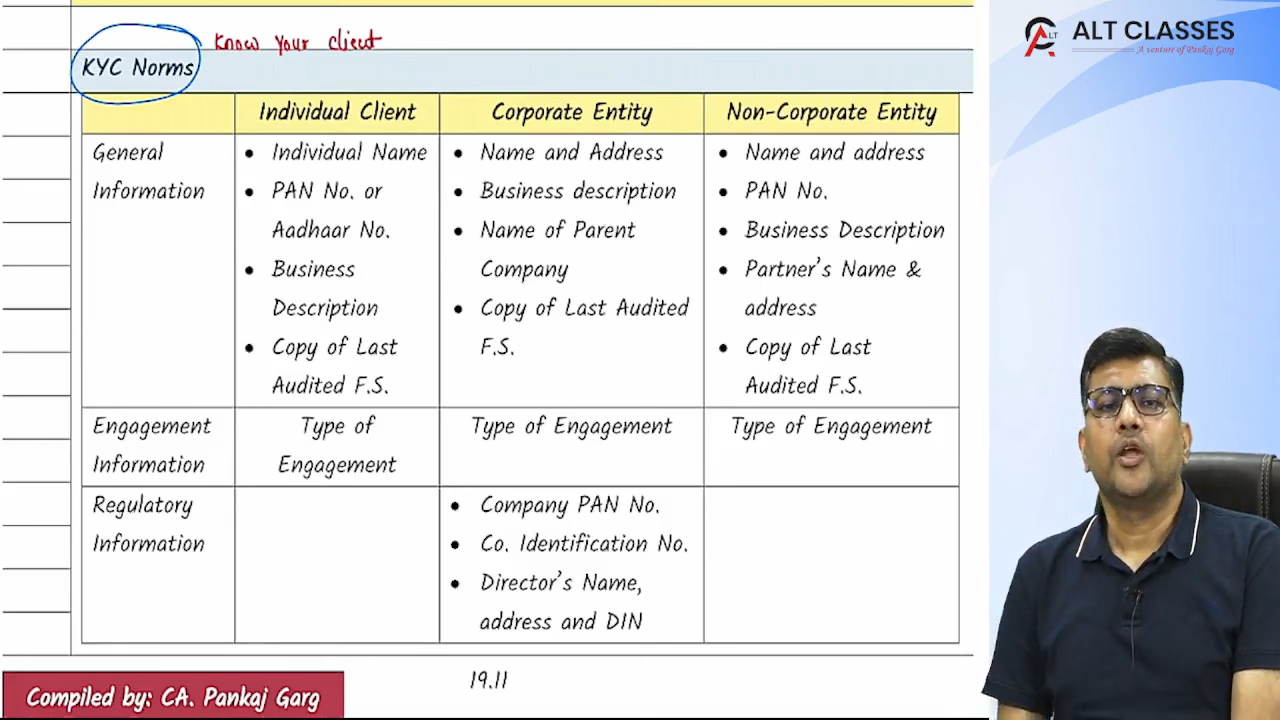 Know Your client
KYC Norms
ALT
ALT CLASSES
A venture of Pankaj Garg
Individual Client
Corporate Entity
Non-Corporate Entity
General
Information
• Individual Name
• PAN No. or
Aadhaar No.
• Business
Description
• Copy of Last
Audited F.S.
• Name and Address
• Business description
• Name of Parent
Company
• Copy of Last Audited
F.S.
• Name and address
• PAN No.
• Business Description
• Partner's Name &
address
• Copy of Last
Audited F.S.
Engagement
Information
Type of
Engagement
Type of Engagement
Type of Engagement
Regulatory
Information
• Company PAN No.
• Co. Identification No.
• Director's Name,
address and DIN
19.11
Compiled by: CA. Pankaj Garg